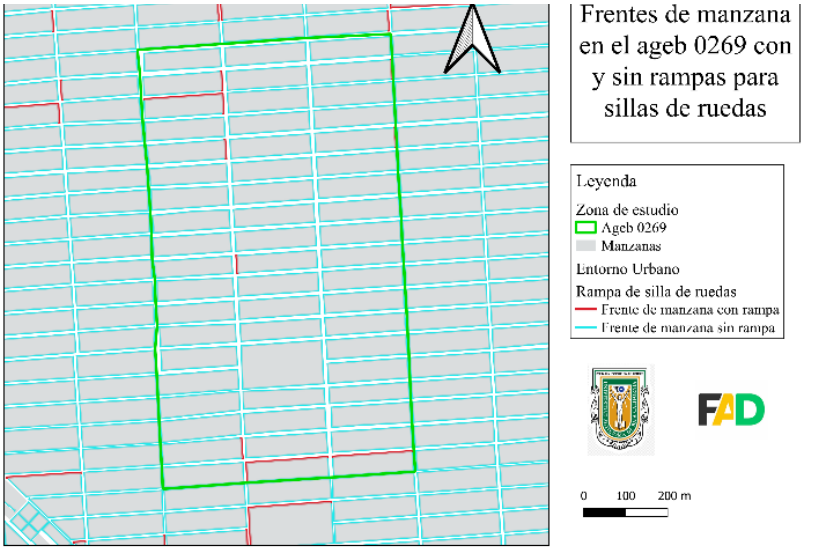 Frentes de manzana
en el ageb 0269 con
y sin rampas para
sillas de ruedas
Leyenda
Zona de estudio
Ageb 0269
Manzanas
Entorno Urbano
Rampa de silla de ruedas
Frente de manzana con rampa
Frente de manzana sin rampa
FAD
0 100 200 m